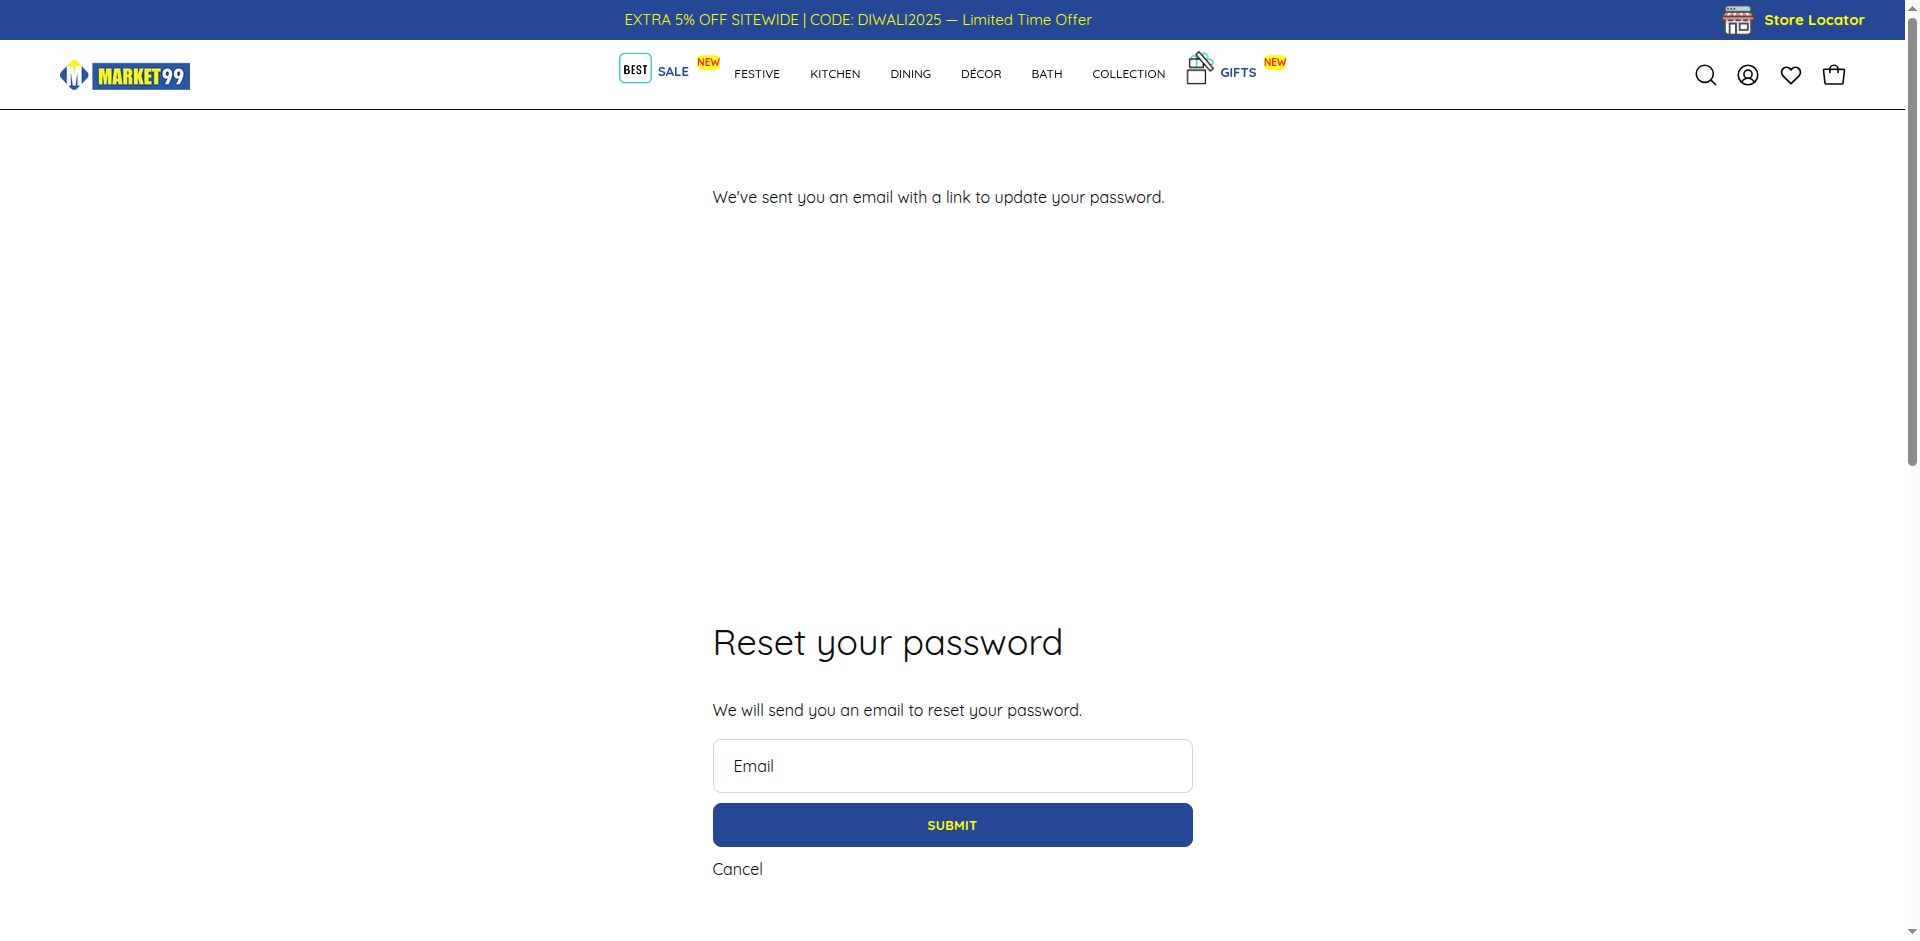 EXTRA 5% OFF SITEWIDE | CODE: DIWALI2025 — Limited Time Offer
Store Locator
M MARKET99
BEST SALE NEW FESTIVE KITCHEN DINING DÉCOR BATH COLLECTION GIFTS NEW
We've sent you an email with a link to update your password.
Reset your password
We will send you an email to reset your password.
Email
SUBMIT
Cancel